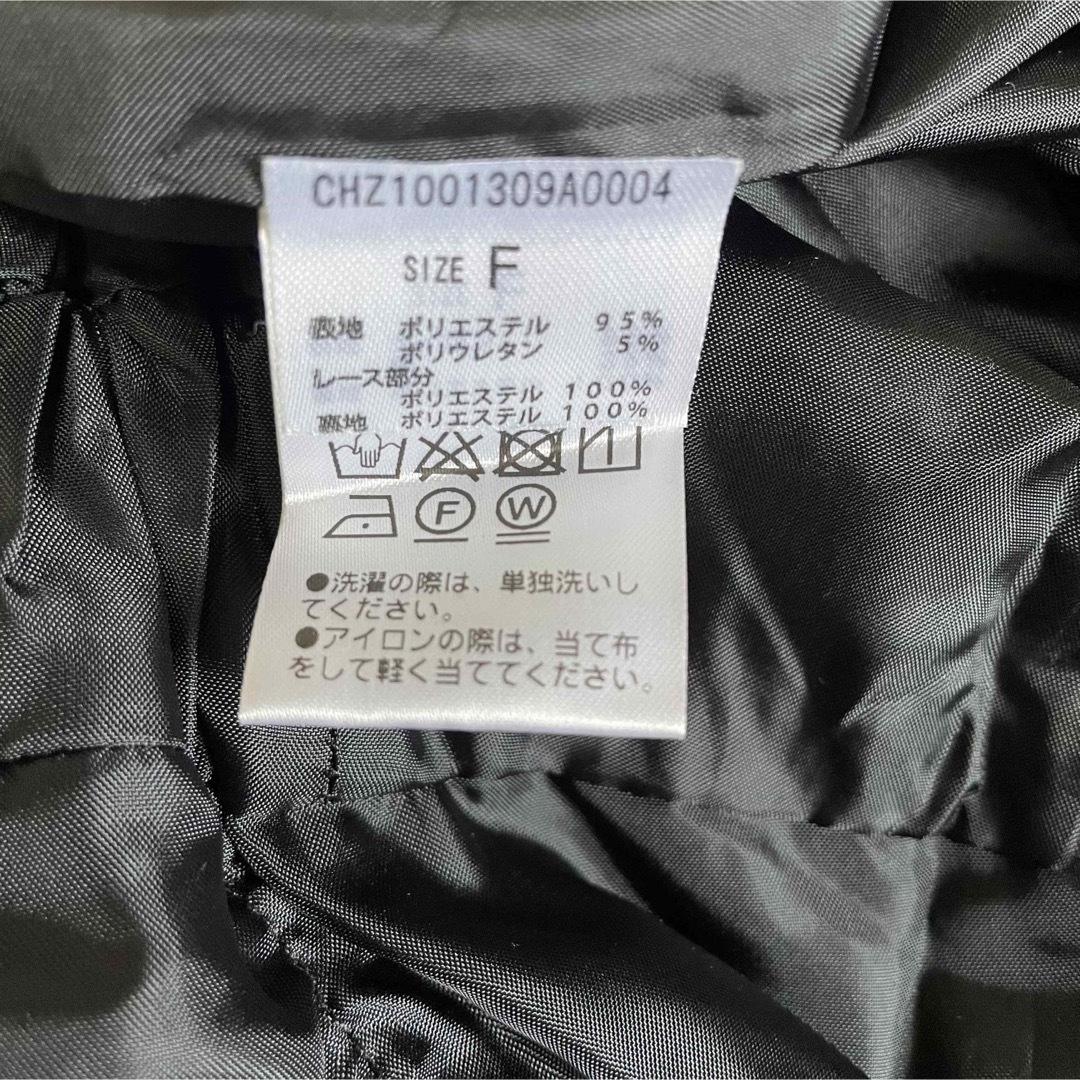 CHZ1001309A0004
SIZE F
表地 ポリエステル 95%
ポリウレタン 5%
レース部分
ポリエステル 100%
裏地 ポリエステル 100%
F W
●洗濯の際は、単独洗いし
てください。
●アイロンの際は、当て布
をして軽く当ててください。